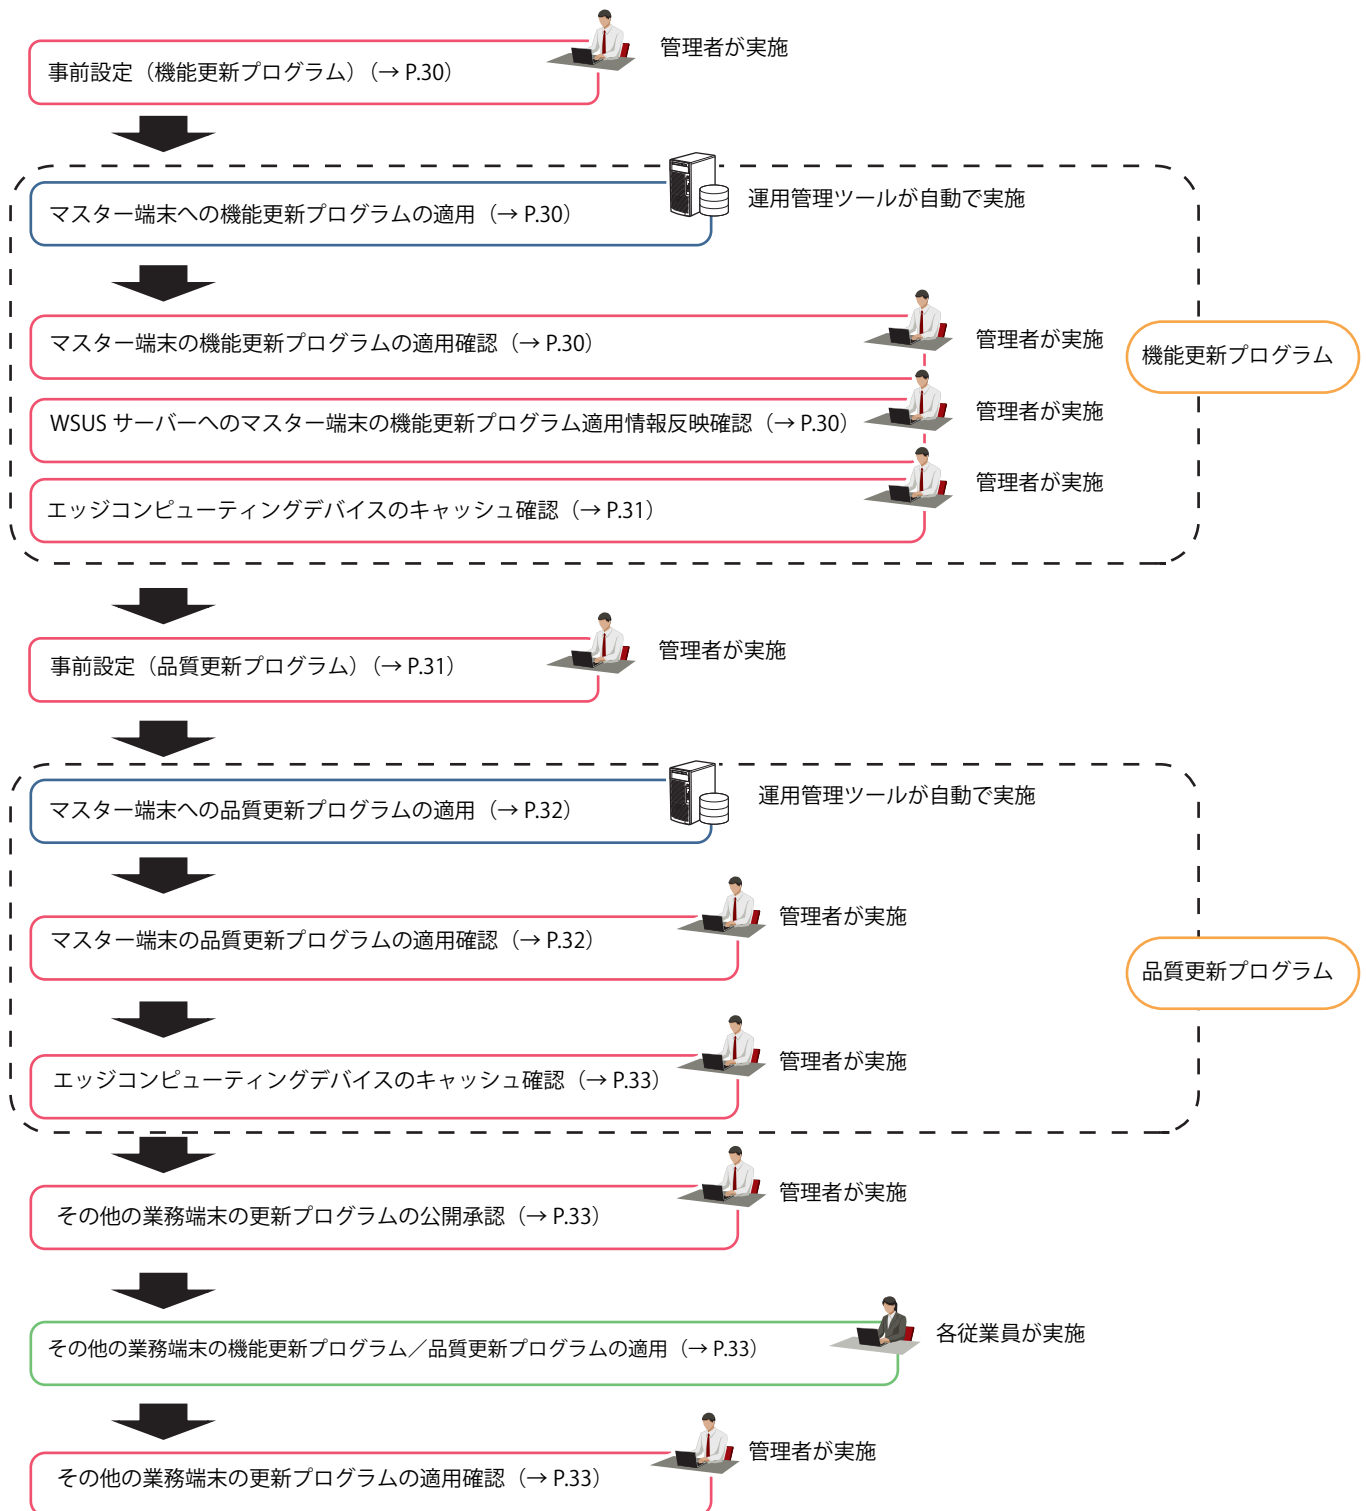 管理者が実施
事前設定（機能更新プログラム）（→ P.30）
運用管理ツールが自動で実施
マスター端末への機能更新プログラムの適用（→ P.30）
管理者が実施
マスター端末の機能更新プログラムの適用確認（→ P.30）
機能更新プログラム
管理者が実施
WSUS サーバーへのマスター端末の機能更新プログラム適用情報反映確認（→ P.30）
管理者が実施
エッジコンピューティングデバイスのキャッシュ確認（→ P.31）
管理者が実施
事前設定（品質更新プログラム）（→ P.31）
運用管理ツールが自動で実施
マスター端末への品質更新プログラムの適用（→ P.32）
管理者が実施
マスター端末の品質更新プログラムの適用確認（→ P.32）
品質更新プログラム
管理者が実施
エッジコンピューティングデバイスのキャッシュ確認（→ P.33）
管理者が実施
その他の業務端末の更新プログラムの公開承認（→ P.33）
各従業員が実施
その他の業務端末の機能更新プログラム／品質更新プログラムの適用（→ P.33）
管理者が実施
その他の業務端末の更新プログラムの適用確認（→ P.33）